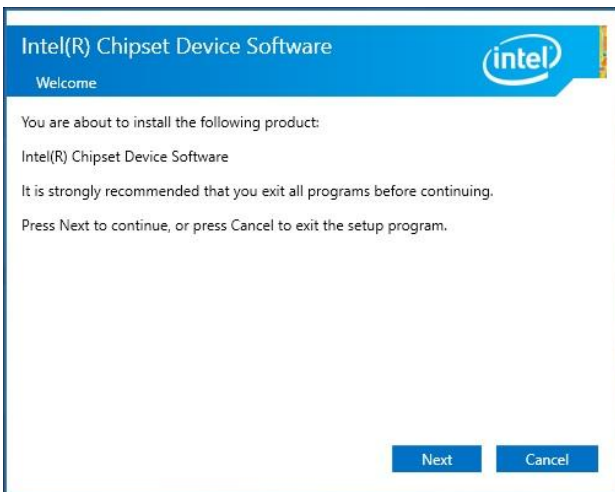 Intel(R) Chipset Device Software
intel
Welcome
You are about to install the following product:
Intel(R) Chipset Device Software
It is strongly recommended that you exit all programs before continuing.
Press Next to continue, or press Cancel to exit the setup program.
Next Cancel